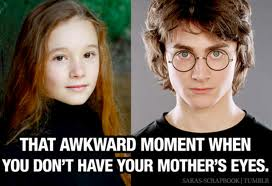 THAT AWKWARD MOMENT WHEN
YOU DON'T HAVE YOUR MOTHER'S EYES.
SARAS-SCRAPBOOK | TUMBLR